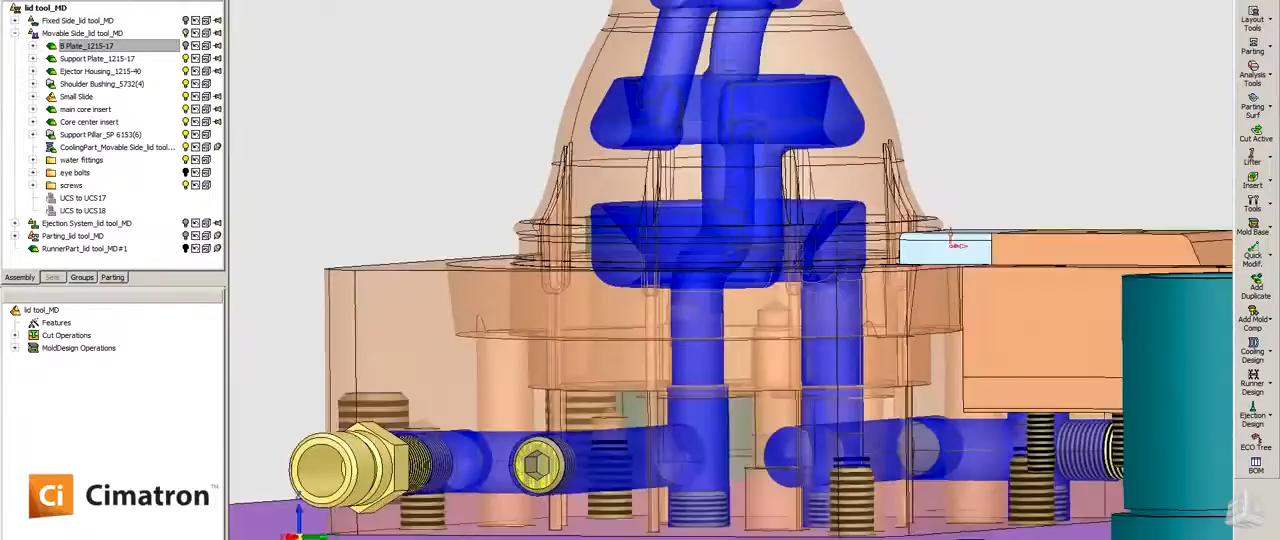 lid tool_MD
Fixed Side_lid tool_MD
Movable Side_lid tool_MD
B Plate_1215-17
Support Plate_1215-17
Ejector Housing_1215-40
Shoulder Bushing_5732(4)
Small Slide
main core insert
Core center insert
Support Pillar_SP 6153(6)
CoolingPart_Movable Side_lid tool...
water fittings
eye bolts
screws
UCS to UCS17
UCS to UCS18
Ejection System_lid tool_MD
Parting_lid tool_MD
RunnerPart_lid tool_MD#1
Assembly Sets Groups Parting
lid tool_MD
Features
Cut Operations
MoldDesign Operations
Ci Cimatron™
Layout
Tools
Parting
Analysis
Tools
Parting
Surf
Cut Active
Lifter
Insert
Tools
Mold Base
Quick
Modif.
Add
Duplicate
Add Mold
Comp
Cooling
Design
Runner
Design
Ejection
Design
ECO Tree
BOM